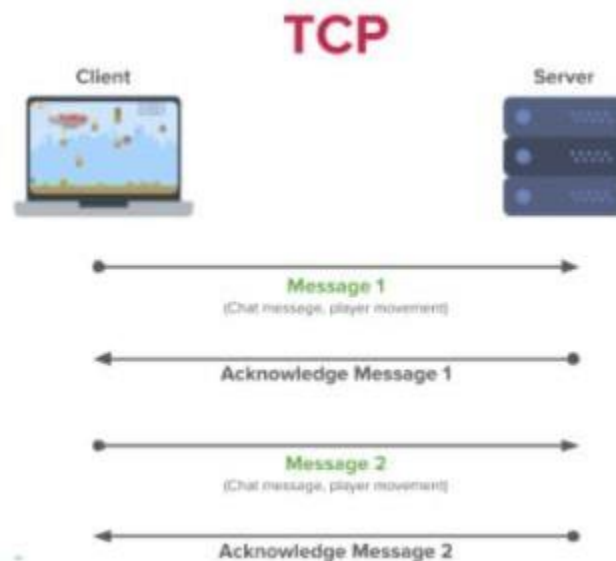 TCP
Client
Server
Message 1
(Chat message, player movement)
Acknowledge Message 1
Message 2
(Chat message, player movement)
Acknowledge Message 2